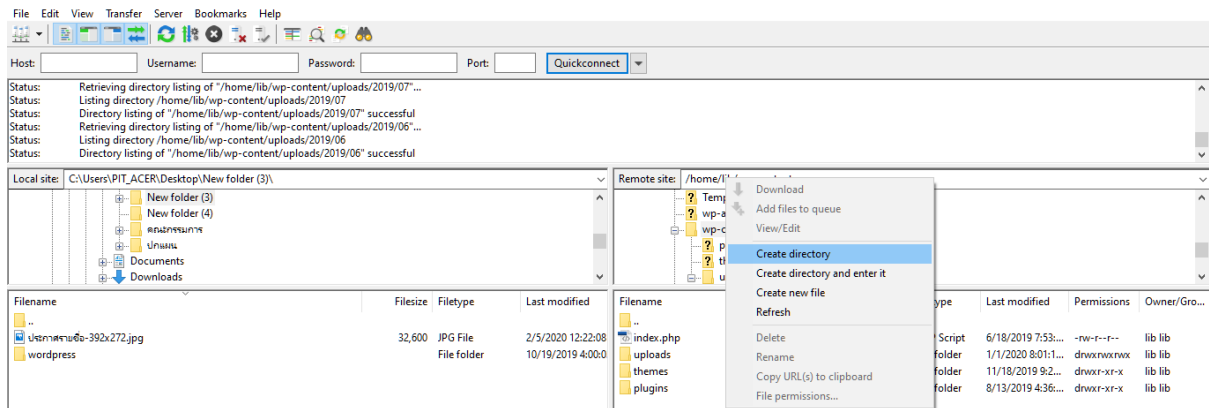 File Edit View Transfer Server Bookmarks Help
Host: Username: Password: Port: Quickconnect
Status: Retrieving directory listing of "/home/lib/wp-content/uploads/2019/07"...
Status: Listing directory /home/lib/wp-content/uploads/2019/07
Status: Directory listing of "/home/lib/wp-content/uploads/2019/07" successful
Status: Retrieving directory listing of "/home/lib/wp-content/uploads/2019/06"...
Status: Listing directory /home/lib/wp-content/uploads/2019/06
Status: Directory listing of "/home/lib/wp-content/uploads/2019/06" successful
Local site: C:\Users\PIT_ACER\Desktop\New folder (3)\
New folder (3)
New folder (4)
คณะกรรมการ
ปกแผน
Documents
Downloads
Filename Filesize Filetype Last modified
..
ประกาศรายชื่อ-392x272.jpg 32,600 JPG File 2/5/2020 12:22:08
wordpress File folder 10/19/2019 4:00:0
Remote site: /home/li
Temp
wp-a
wp-c
p
th
u
Download
Add files to queue
View/Edit
Create directory
Create directory and enter it
Create new file
Refresh
Delete
Rename
Copy URL(s) to clipboard
File permissions...
Filename ype Last modified Permissions Owner/Gro...
..
index.php Script 6/18/2019 7:53:... -rw-r--r-- lib lib
uploads folder 1/1/2020 8:01:1... drwxrwxrwx lib lib
themes folder 11/18/2019 9:2... drwxr-xr-x lib lib
plugins folder 8/13/2019 4:36:... drwxr-xr-x lib lib